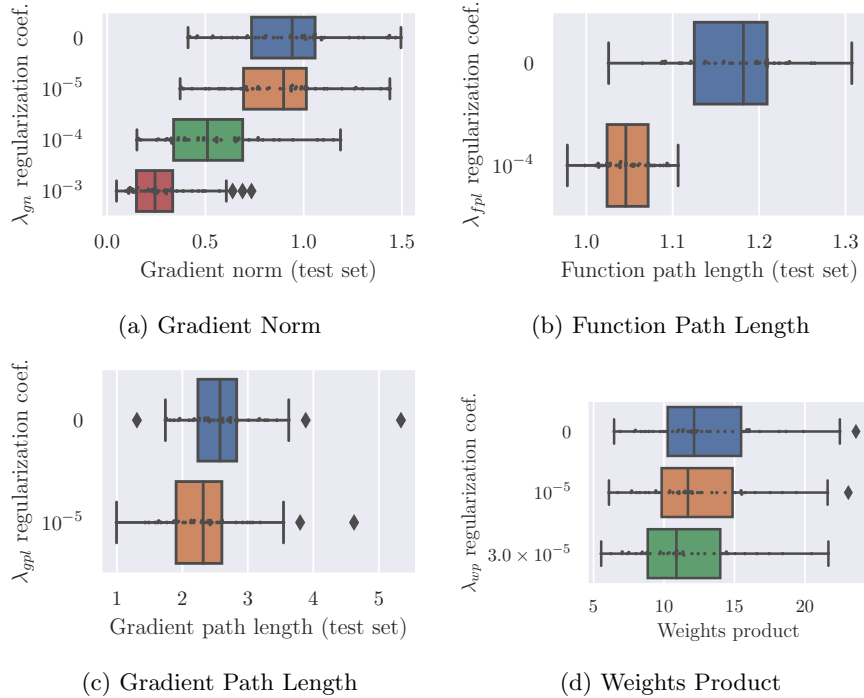 λgn regularization coef.
0
10⁻⁵
10⁻⁴
10⁻³
0.0 0.5 1.0 1.5
Gradient norm (test set)
(a) Gradient Norm
λfpl regularization coef.
0
10⁻⁴
1.0 1.1 1.2 1.3
Function path length (test set)
(b) Function Path Length
λgpl regularization coef.
0
10⁻⁵
1 2 3 4 5
Gradient path length (test set)
(c) Gradient Path Length
λwp regularization coef.
0
10⁻⁵
3.0 × 10⁻⁵
5 10 15 20
Weights product
(d) Weights Product